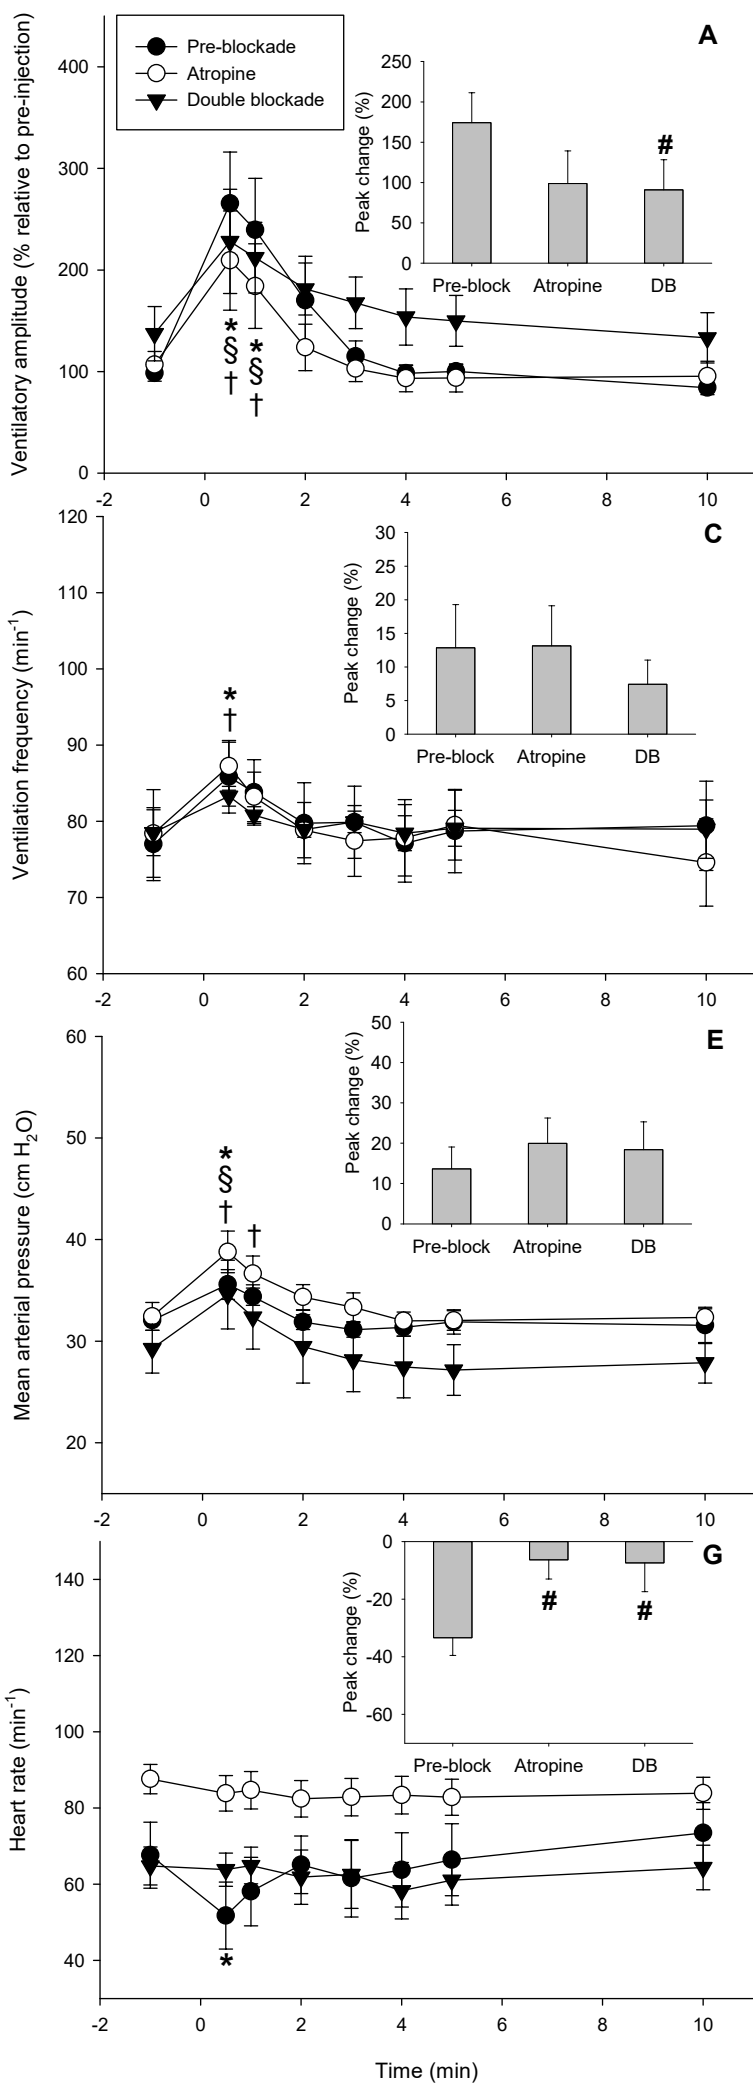 A
Ventilatory amplitude (% relative to pre-injection)
Pre-blockade
Atropine
Double blockade
400
300
200
100
0
-2 0 2 4 6 8 10
*
§
†
*
§
†
Peak change (%)
250
200
150
100
50
0
#
Pre-block Atropine DB
C
Ventilation frequency (min-1)
120
110
100
90
80
70
60
-2 0 2 4 6 8 10
*
†
Peak change (%)
30
25
20
15
10
5
0
Pre-block Atropine DB
E
Mean arterial pressure (cm H2O)
60
50
40
30
20
-2 0 2 4 6 8 10
*
§
† †
Peak change (%)
50
40
30
20
10
0
Pre-block Atropine DB
G
Heart rate (min-1)
140
120
100
80
60
40
-2 0 2 4 6 8 10
*
Peak change (%)
0
-20
-40
-60
# #
Pre-block Atropine DB
Time (min)